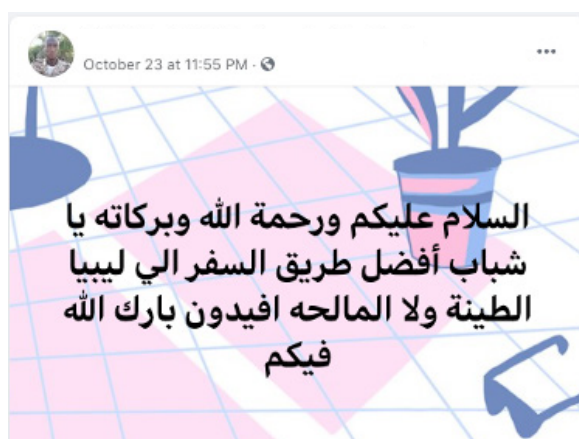 October 23 at 11:55 PM ·
السلام عليكم ورحمة الله وبركاته يا
شباب أفضل طريق السفر الي ليبيا
الطينة ولا المالحه افيدون بارك الله
فيكم